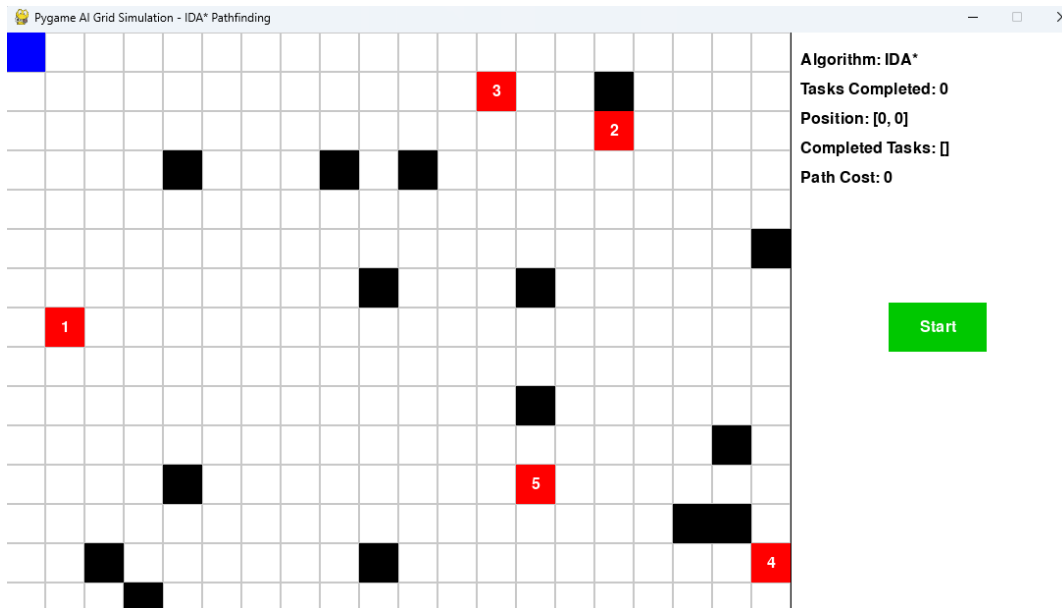 Pygame AI Grid Simulation - IDA* Pathfinding
Algorithm: IDA*
3
Tasks Completed: 0
2
Position: [0, 0]
Completed Tasks: []
Path Cost: 0
1
Start
5
4